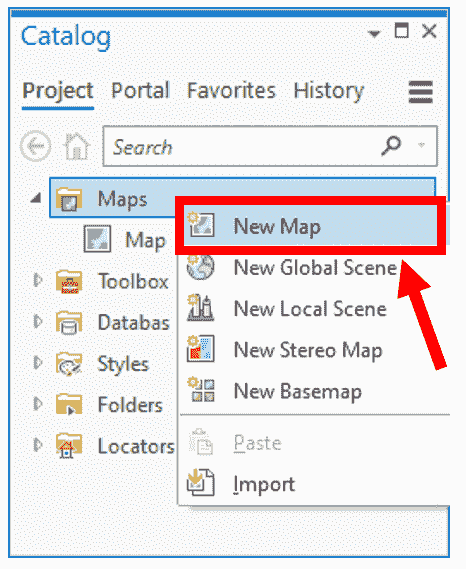 Catalog
Project Portal Favorites History
Search
Maps
New Map
Map
New Global Scene
Toolbox
New Local Scene
Databas
New Stereo Map
Styles
New Basemap
Folders
Paste
Locators
Import